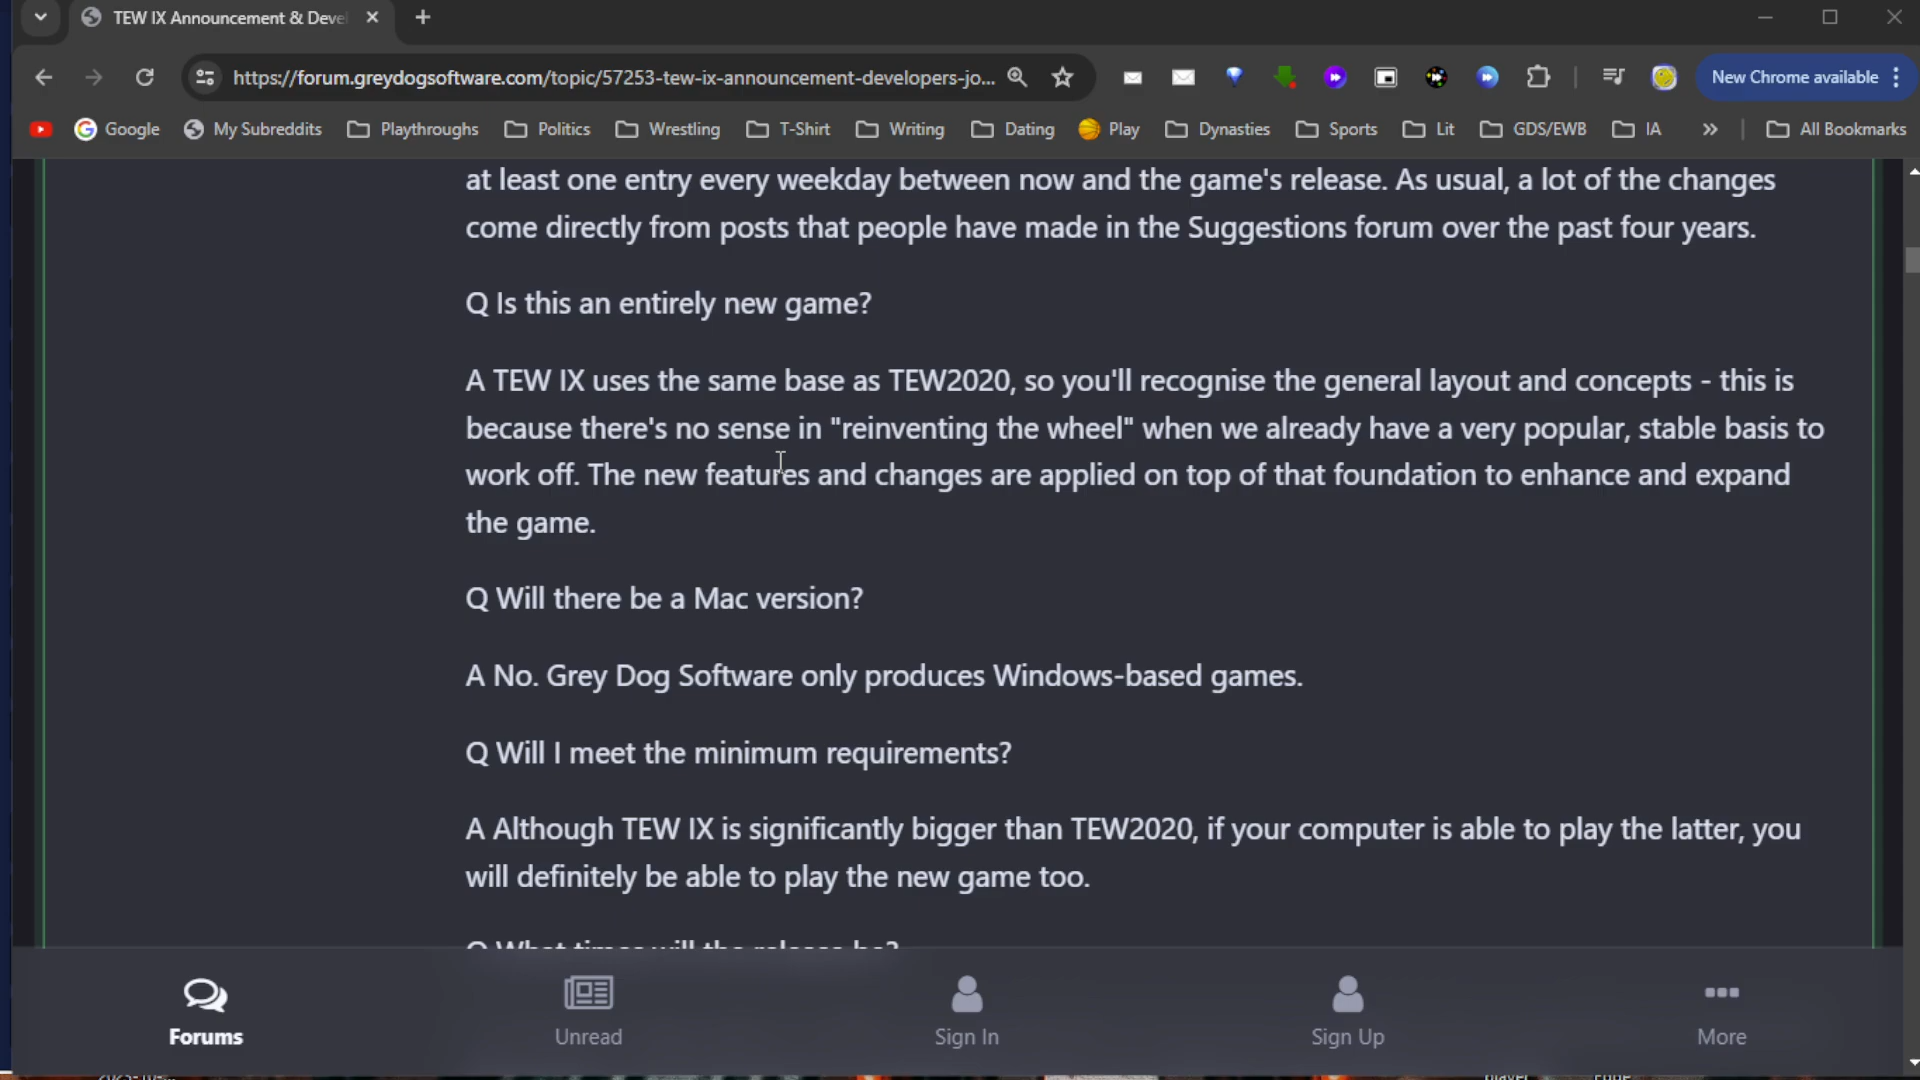 TEW IX Announcement & Deve
https://forum.greydogsoftware.com/topic/57253-tew-ix-announcement-developers-jo...
New Chrome available
Google
My Subreddits
Playthroughs
Politics
Wrestling
T-Shirt
Writing
Dating
Play
Dynasties
Sports
Lit
GDS/EWB
IA
All Bookmarks
at least one entry every weekday between now and the game's release. As usual, a lot of the changes
come directly from posts that people have made in the Suggestions forum over the past four years.
Q Is this an entirely new game?
A TEW IX uses the same base as TEW2020, so you'll recognise the general layout and concepts - this is
because there's no sense in "reinventing the wheel" when we already have a very popular, stable basis to
work off. The new features and changes are applied on top of that foundation to enhance and expand
the game.
Q Will there be a Mac version?
A No. Grey Dog Software only produces Windows-based games.
Q Will I meet the minimum requirements?
A Although TEW IX is significantly bigger than TEW2020, if your computer is able to play the latter, you
will definitely be able to play the new game too.
Q What times will the release be?
Forums
Unread
Sign In
Sign Up
More